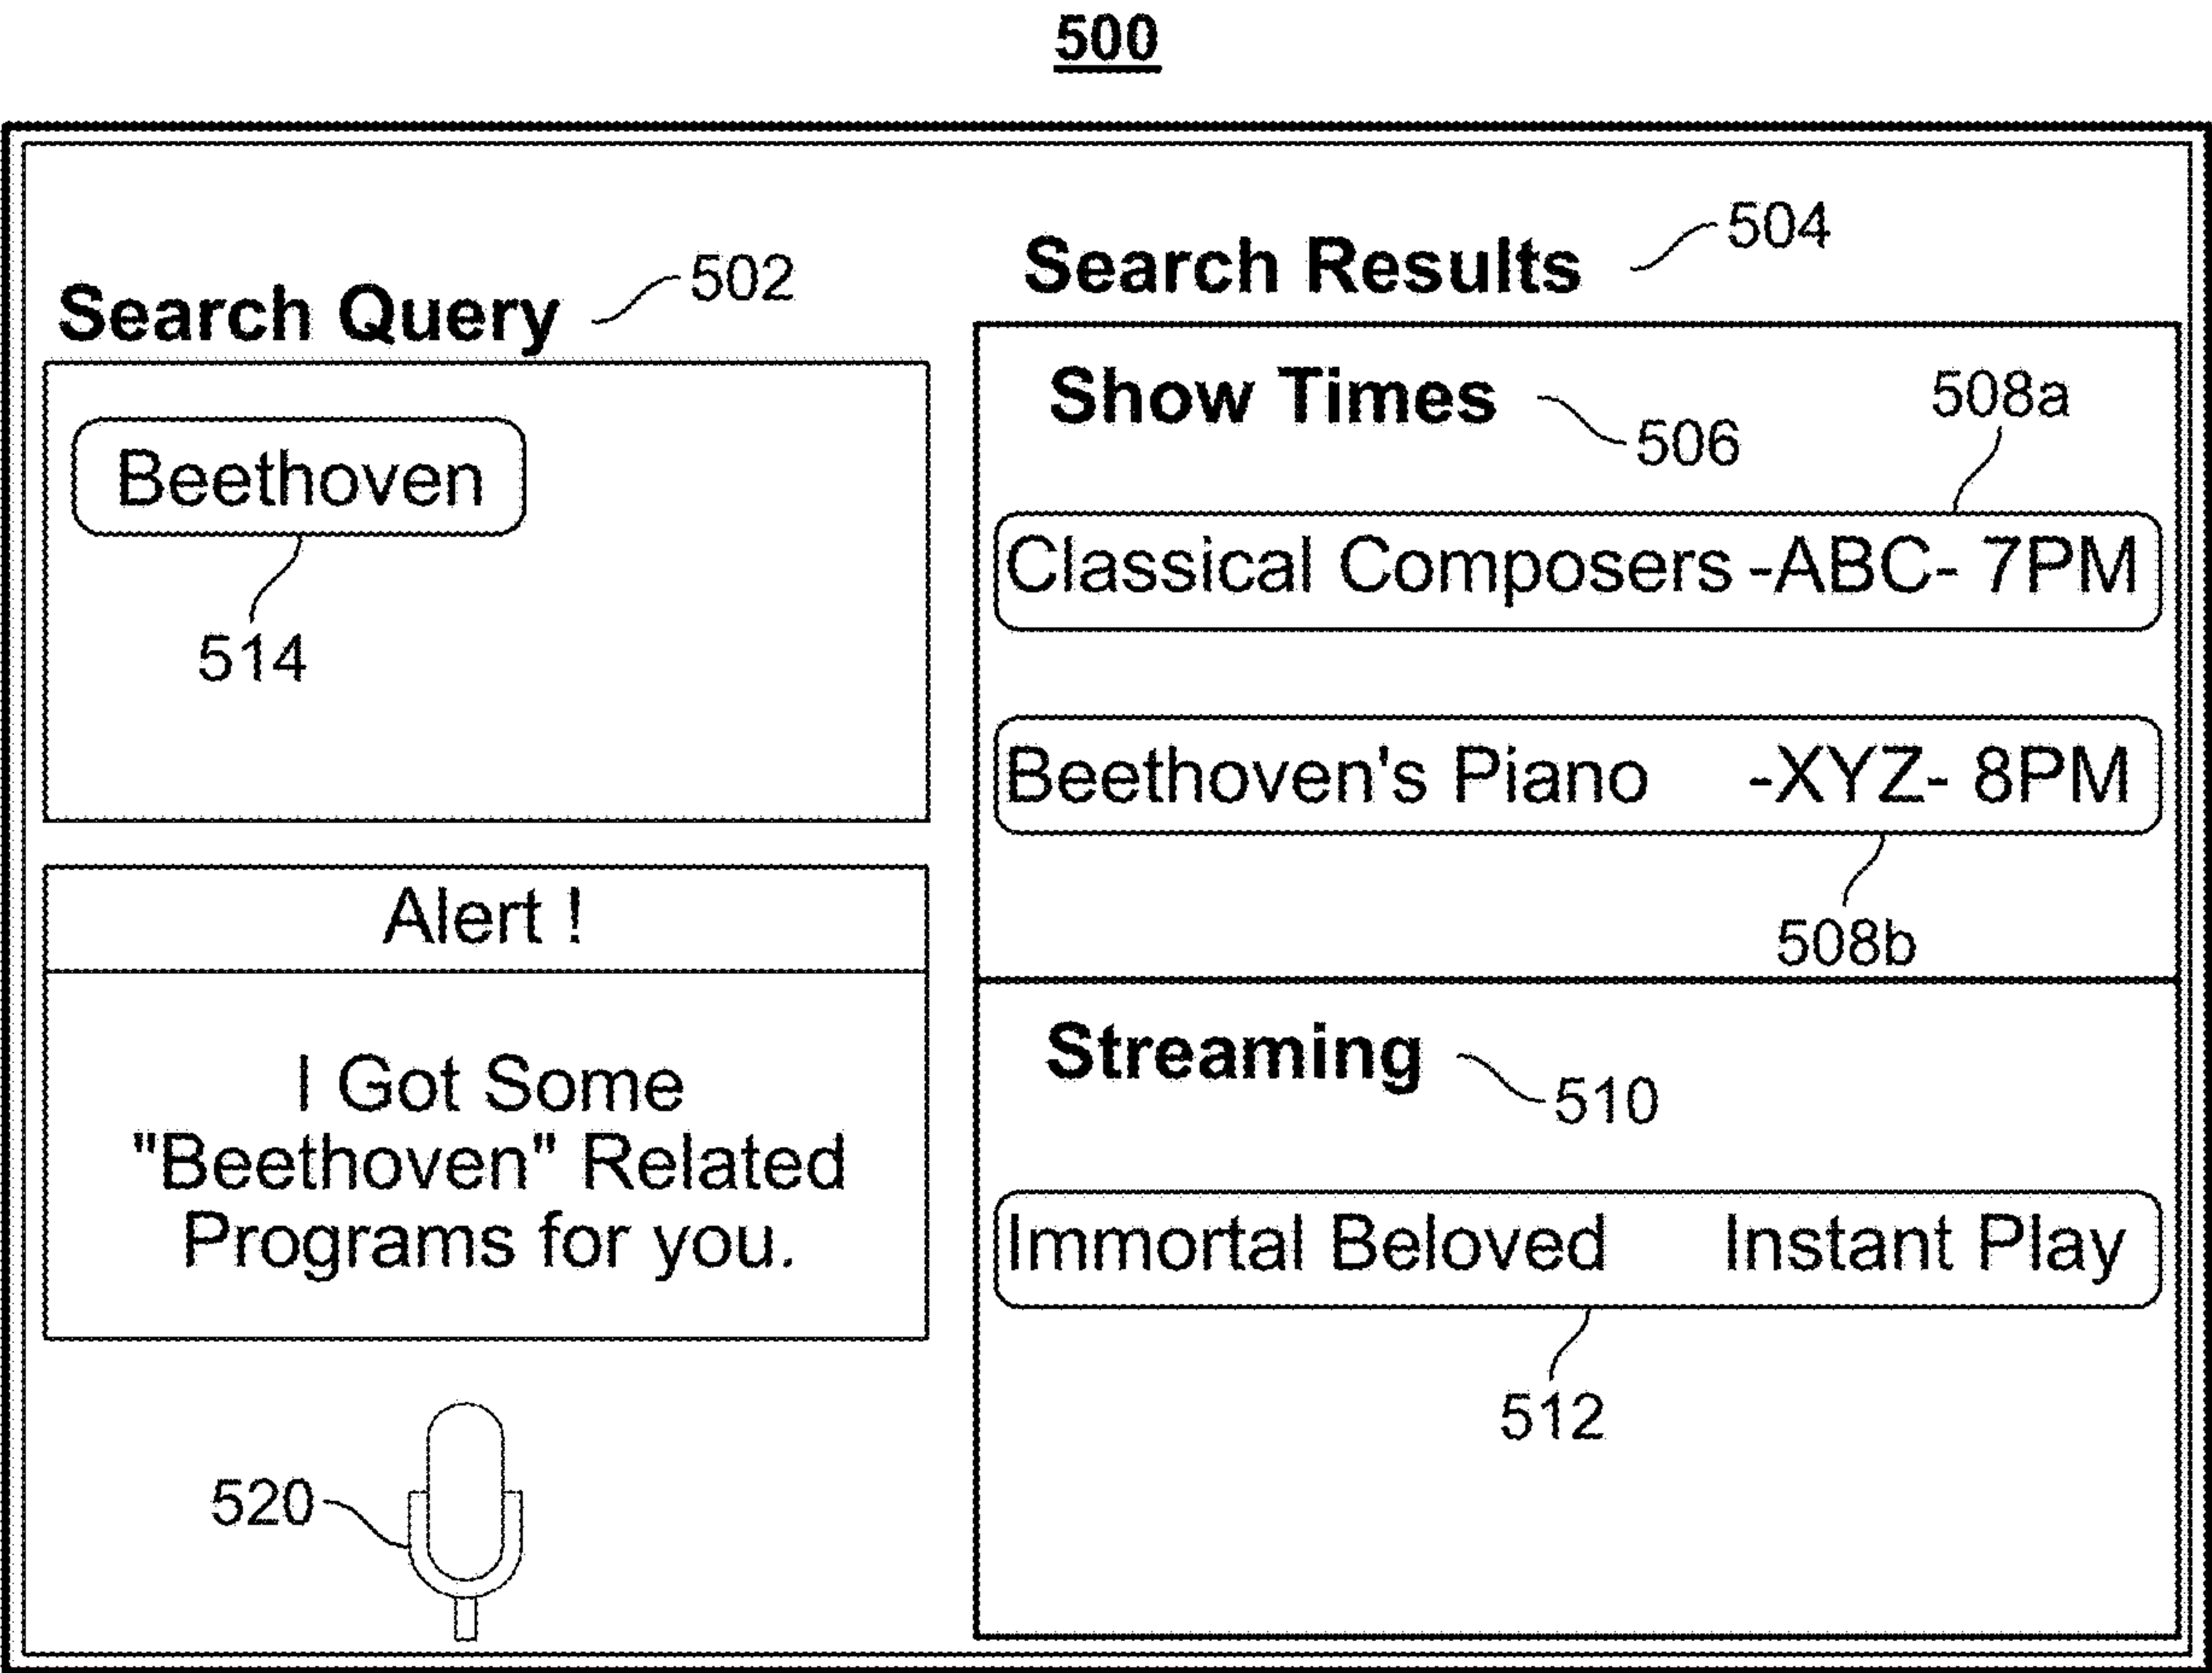 500
Search Query 502
Beethoven
514
Alert !
I Got Some
"Beethoven" Related
Programs for you.
520
Search Results 504
Show Times 506
508a
Classical Composers -ABC- 7PM
Beethoven's Piano -XYZ- 8PM
508b
Streaming 510
Immortal Beloved Instant Play
512